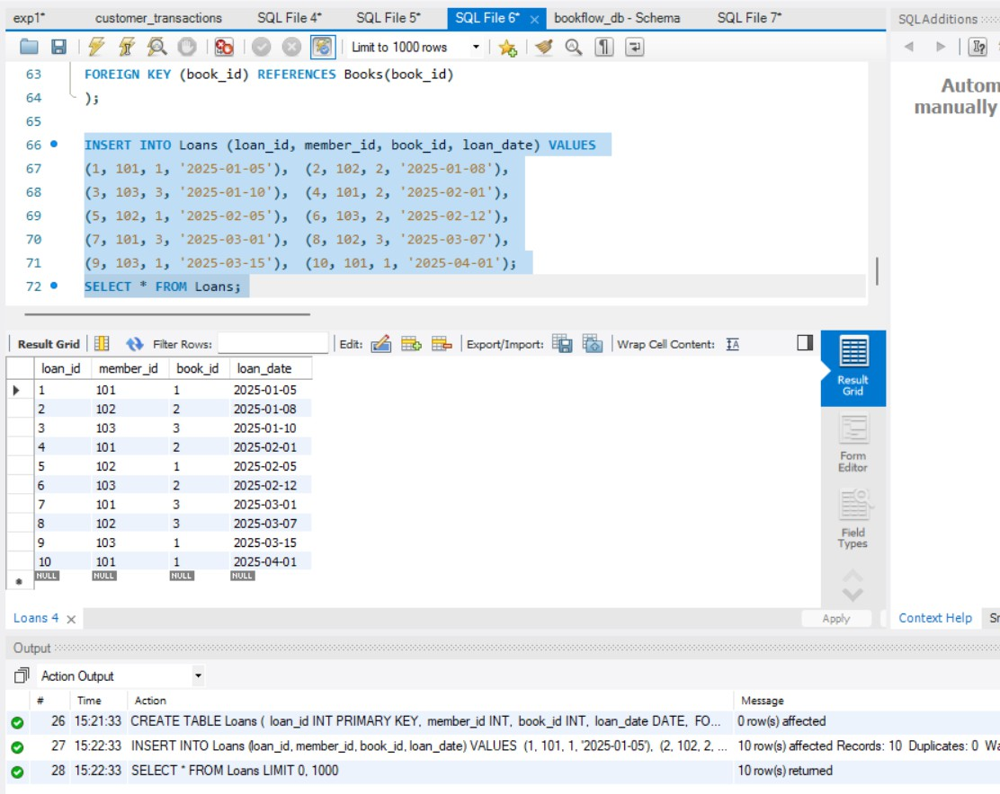 exp1* customer_transactions SQL File 4* SQL File 5* SQL File 6* bookflow_db - Schema SQL File 7* SQLAdditions
Limit to 1000 rows
Autom
manually
63 FOREIGN KEY (book_id) REFERENCES Books(book_id)
64 );
65
66 INSERT INTO Loans (loan_id, member_id, book_id, loan_date) VALUES
67 (1, 101, 1, '2025-01-05'), (2, 102, 2, '2025-01-08'),
68 (3, 103, 3, '2025-01-10'), (4, 101, 2, '2025-02-01'),
69 (5, 102, 1, '2025-02-05'), (6, 103, 2, '2025-02-12'),
70 (7, 101, 3, '2025-03-01'), (8, 102, 3, '2025-03-07'),
71 (9, 103, 1, '2025-03-15'), (10, 101, 1, '2025-04-01');
72 SELECT * FROM Loans;
Result Grid Filter Rows: Edit: Export/Import: Wrap Cell Content: IA
loan_id member_id book_id loan_date
1 101 1 2025-01-05
2 102 2 2025-01-08
3 103 3 2025-01-10
4 101 2 2025-02-01
5 102 1 2025-02-05
6 103 2 2025-02-12
7 101 3 2025-03-01
8 102 3 2025-03-07
9 103 1 2025-03-15
10 101 1 2025-04-01
NULL NULL NULL NULL
Result
Grid
Form
Editor
Field
Types
Loans 4 Apply Context Help Sn
Output
Action Output
# Time Action Message
26 15:21:33 CREATE TABLE Loans ( loan_id INT PRIMARY KEY, member_id INT, book_id INT, loan_date DATE, FO... 0 row(s) affected
27 15:22:33 INSERT INTO Loans (loan_id, member_id, book_id, loan_date) VALUES (1, 101, 1, '2025-01-05'), (2, 102, 2, ... 10 row(s) affected Records: 10 Duplicates: 0 Wa
28 15:22:33 SELECT * FROM Loans LIMIT 0, 1000 10 row(s) returned